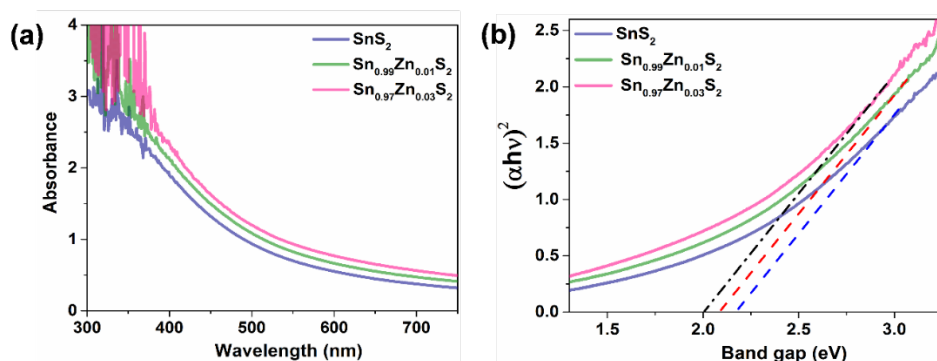 (a)
SnS2
Sn0.99Zn0.01S2
Sn0.97Zn0.03S2
4
3
2
1
0
Absorbance
300 400 500 600 700
Wavelength (nm)
(b)
SnS2
Sn0.99Zn0.01S2
Sn0.97Zn0.03S2
2.5
2.0
1.5
1.0
0.5
0.0
(αhν)2
1.5 2.0 2.5 3.0
Band gap (eV)